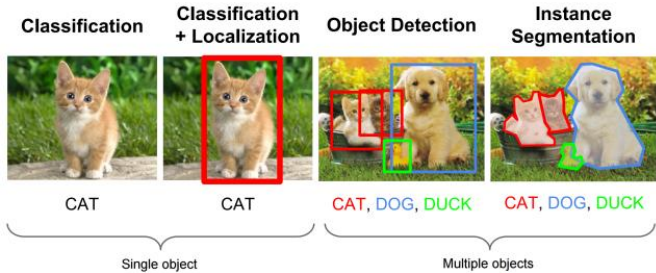 Classification
Classification
+ Localization
Object Detection
Instance
Segmentation
CAT
CAT
CAT, DOG, DUCK
CAT, DOG, DUCK
Single object
Multiple objects